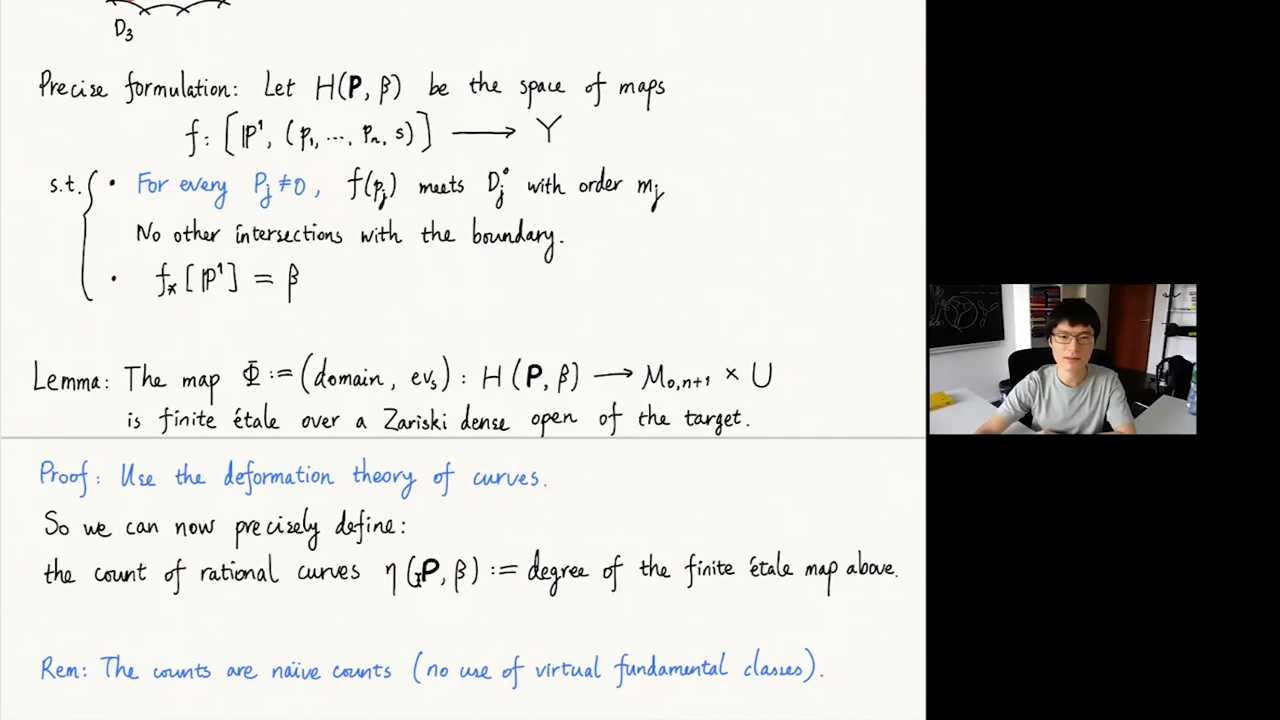 D₃
Precise formulation: Let H(P, β) be the space of maps
f: [ℙ¹, (p₁, …, pₙ, s)] ⟶ Y
s.t. { • For every Pⱼ ≠ 0, f(pⱼ) meets Dⱼ° with order mⱼ
No other intersections with the boundary.
• f_*[ℙ¹] = β
Lemma: The map Φ := (domain, evₛ) : H(P, β) ⟶ M₀,ₙ₊₁ × U
is finite étale over a Zariski dense open of the target.
Proof: Use the deformation theory of curves.
So we can now precisely define:
the count of rational curves η(P, β) := degree of the finite étale map above.
Rem: The counts are naïve counts (no use of virtual fundamental classes).